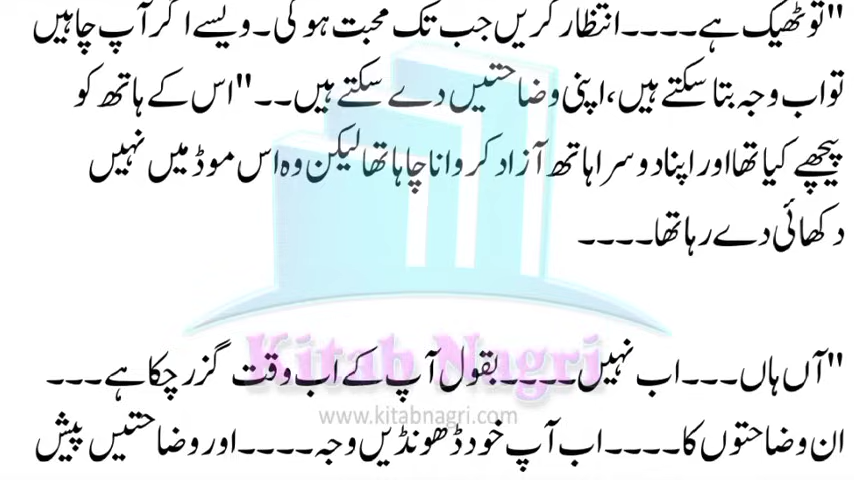 "تو ٹھیک ہے۔۔۔۔انتظار کریں جب تک محبت ہو گی۔ویسے اگر آپ چاہیں
تو اب وجہ بتا سکتے ہیں،اپنی وضاحتیں دے سکتے ہیں۔۔"اس کے ہاتھ کو
پیچھے کیا تھا اور اپنا دوسرا ہاتھ آزاد کروانا چاہا تھا لیکن وہ اس موڈ میں نہیں
دکھائی دے رہا تھا۔۔۔۔
"آں ہاں۔۔۔اب نہیں۔۔۔۔بقول آپ کے اب وقت گزر چکا ہے۔۔۔
Kitab Nagri
www.kitabnagri.com
ان وضاحتوں کا۔۔۔۔اب آپ خود ڈھونڈیں وجہ۔۔۔۔اور وضاحتیں پیش